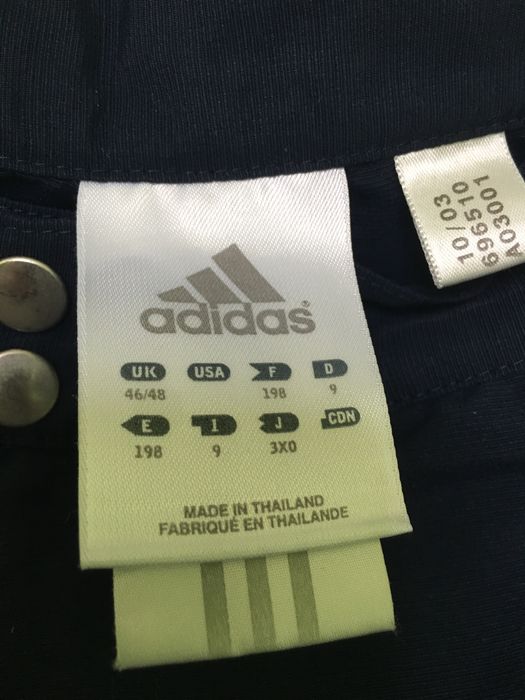 adidas®
UK USA F D
46/48 198 9
E I J CDN
198 9 3XO
MADE IN THAILAND
FABRIQUÉ EN THAILANDE
10/03
696510
A03001